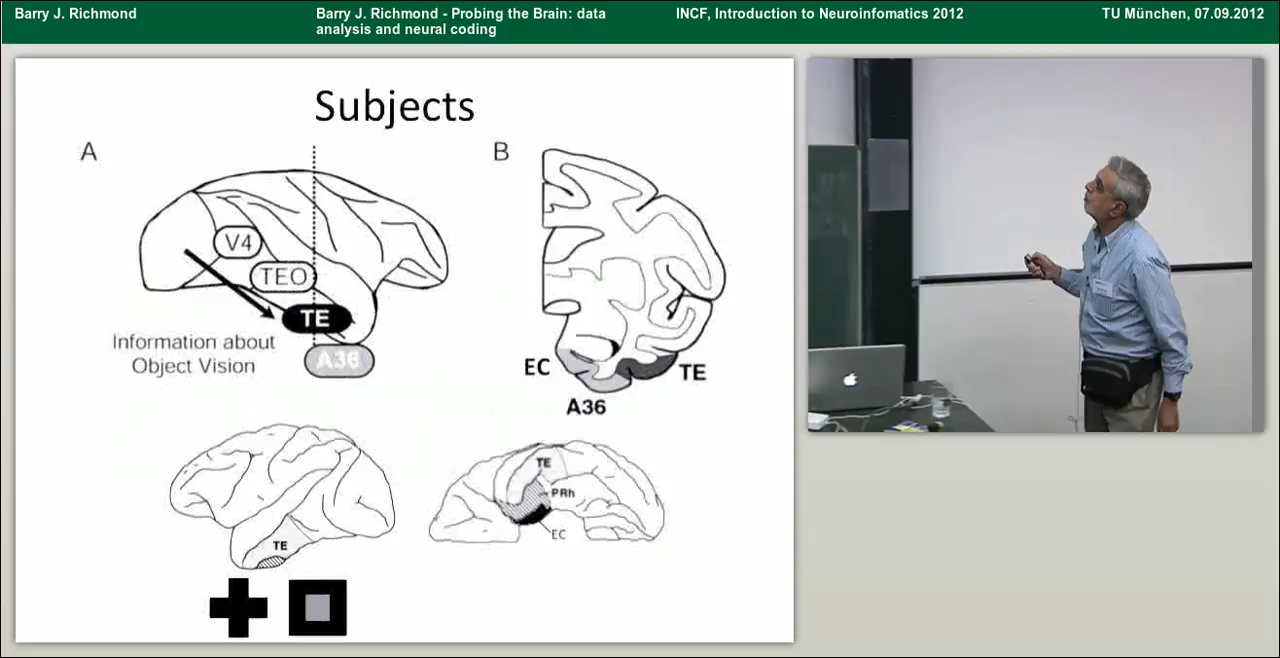 Barry J. Richmond
Barry J. Richmond - Probing the Brain: data
analysis and neural coding
INCF, Introduction to Neuroinfomatics 2012
TU München, 07.09.2012
Subjects
A
B
V4
TEO
TE
A36
Information about
Object Vision
EC
TE
A36
TE
TE
PRh
EC